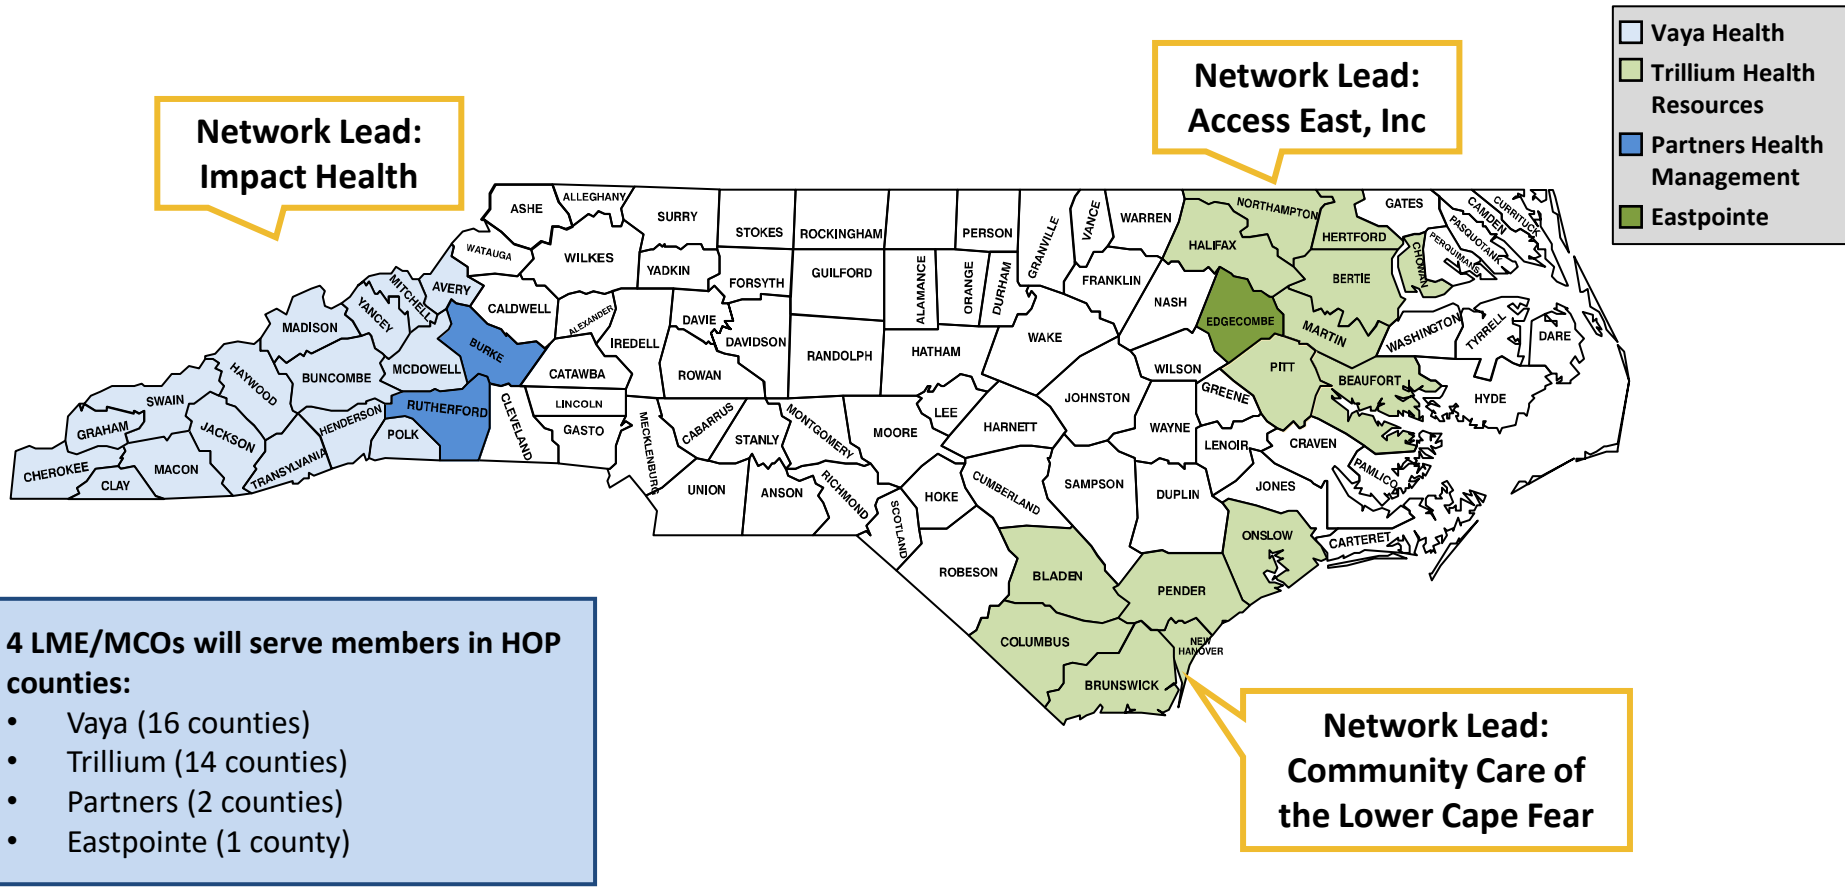 Vaya Health
Trillium Health
Resources
Partners Health
Management
Eastpointe
Network Lead:
Access East, Inc
Network Lead:
Impact Health
ASHE
ALLEGHANY
SURRY
STOKES
ROCKINGHAM
PERSON
GRANVILLE
VANCE
WARREN
NORTHAMPTON
GATES
CAMDEN
CURRITUCK
PASQUOTANK
PERQUIMANS
CHOWAN
HERTFORD
HALIFAX
BERTIE
WATAUGA
WILKES
YADKIN
FORSYTH
GUILFORD
ALAMANCE
ORANGE
DURHAM
FRANKLIN
NASH
EDGECOMBE
MARTIN
WASHINGTON
TYRRELL
DARE
MITCHELL
AVERY
YANCEY
MADISON
CALDWELL
ALEXANDER
IREDELL
DAVIE
DAVIDSON
RANDOLPH
HATHAM
WAKE
WILSON
PITT
BEAUFORT
HYDE
BURKE
MCDOWELL
BUNCOMBE
HAYWOOD
SWAIN
GRAHAM
CHEROKEE
CLAY
MACON
JACKSON
TRANSYLVANIA
HENDERSON
POLK
RUTHERFORD
CLEVELAND
CATAWBA
LINCOLN
GASTO
ROWAN
MECKLENBURG
CABARRUS
STANLY
MONTGOMERY
MOORE
LEE
HARNETT
JOHNSTON
GREENE
WAYNE
LENOIR
CRAVEN
PAMLICO
JONES
UNION
ANSON
RICHMOND
SCOTLAND
HOKE
CUMBERLAND
SAMPSON
DUPLIN
ONSLOW
CARTERET
ROBESON
BLADEN
PENDER
COLUMBUS
NEW
HANOVER
BRUNSWICK
4 LME/MCOs will serve members in HOP
counties:
• Vaya (16 counties)
• Trillium (14 counties)
• Partners (2 counties)
• Eastpointe (1 county)
Network Lead:
Community Care of
the Lower Cape Fear